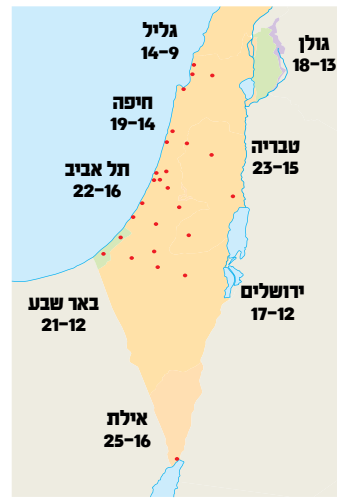 גליל
14–9
גולן
18–13
חיפה
19–14
טבריה
23–15
תל אביב
22–16
ירושלים
17–12
באר שבע
21–12
אילת
25–16